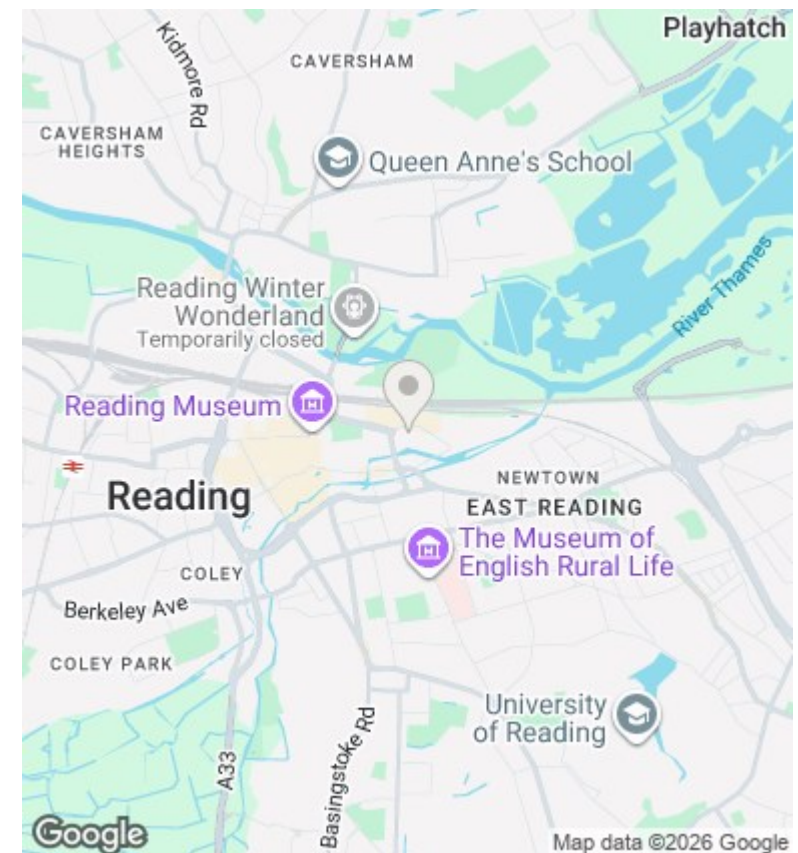 Playhatch
Kidmore Rd
CAVERSHAM
CAVERSHAM
HEIGHTS
Queen Anne's School
River Thames
Reading Winter
Wonderland
Temporarily closed
Reading Museum
Reading
NEWTOWN
EAST READING
The Museum of
English Rural Life
COLEY
Berkeley Ave
COLEY PARK
University
of Reading
A33
Basingstoke Rd
Google
Map data ©2026 Google